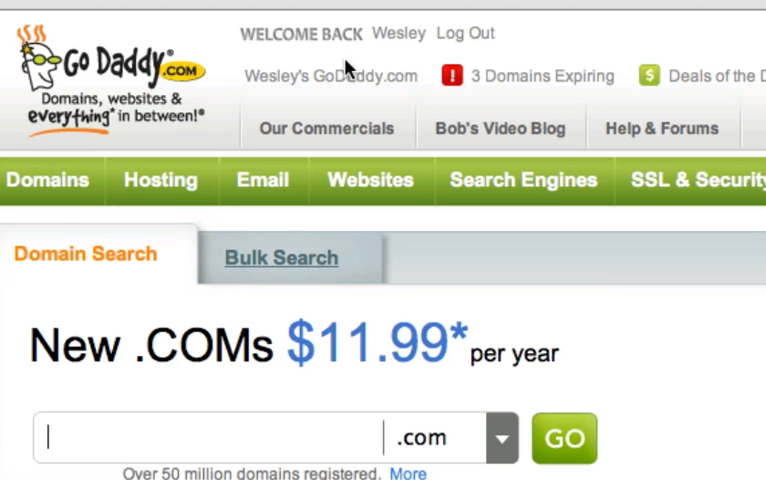 GO DADDY®.COM
Domains, websites &
everything* in between!®
WELCOME BACK Wesley Log Out
Wesley's GoDaddy.com ! 3 Domains Expiring $ Deals of the
Our Commercials Bob's Video Blog Help & Forums
Domains Hosting Email Websites Search Engines SSL & Security
Domain Search Bulk Search
New .COMs $11.99* per year
.com GO
Over 50 million domains registered. More